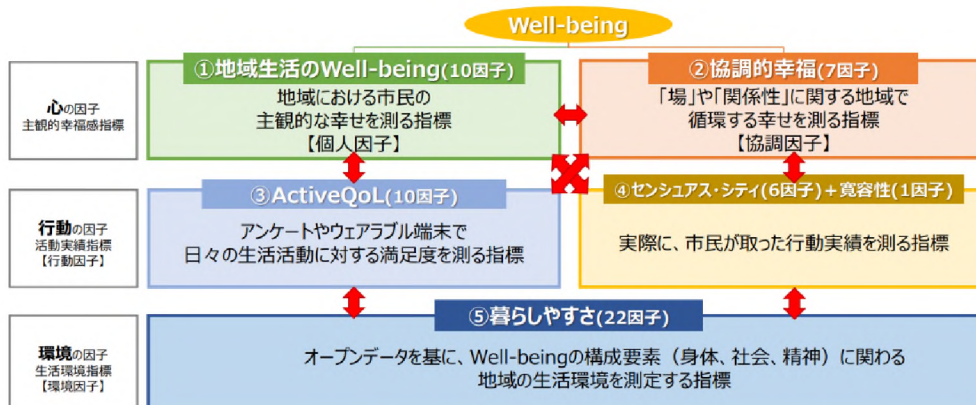 Well-being
①地域生活のWell-being(10因子)
②協調的幸福(7因子)
心の因子
主観的幸福感指標
地域における市民の
主観的な幸せを測る指標
【個人因子】
「場」や「関係性」に関する地域で
循環する幸せを測る指標
【協調因子】
③ActiveQoL(10因子)
④センシュアス・シティ(6因子)+寛容性(1因子)
行動の因子
活動実績指標
【行動因子】
アンケートやウェアラブル端末で
日々の生活活動に対する満足度を測る指標
実際に、市民が取った行動実績を測る指標
⑤暮らしやすさ(22因子)
環境の因子
生活環境指標
【環境因子】
オープンデータを基に、Well-beingの構成要素（身体、社会、精神）に関わる
地域の生活環境を測定する指標